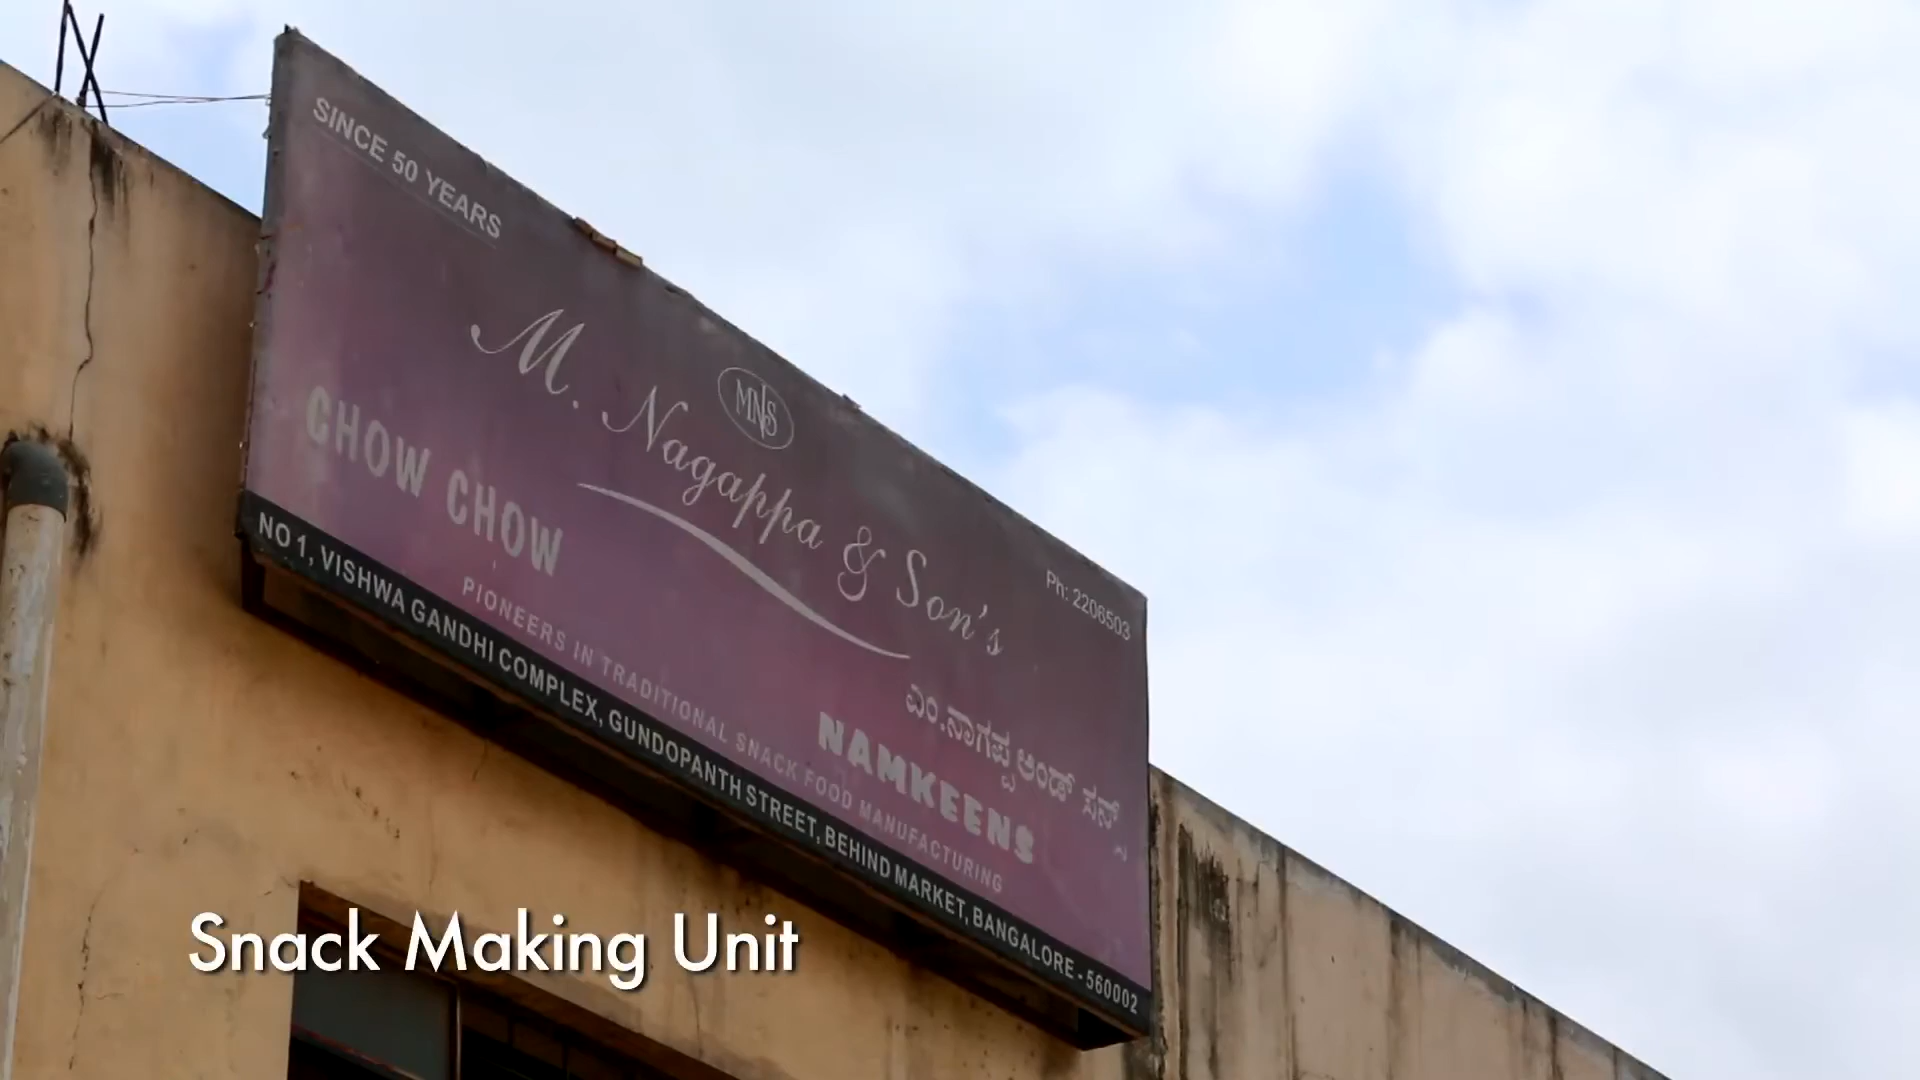 SINCE 50 YEARS
MNS
M. Nagappa & Son's
Ph: 2206503
CHOW CHOW
ಎಂ.ನಾಗಪ್ಪ ಆಂಡ್ ಸನ್ಸ್
NAMKEENS
PIONEERS IN TRADITIONAL SNACK FOOD MANUFACTURING
NO 1, VISHWA GANDHI COMPLEX, GUNDOPANTH STREET, BEHIND MARKET, BANGALORE - 560002
Snack Making Unit